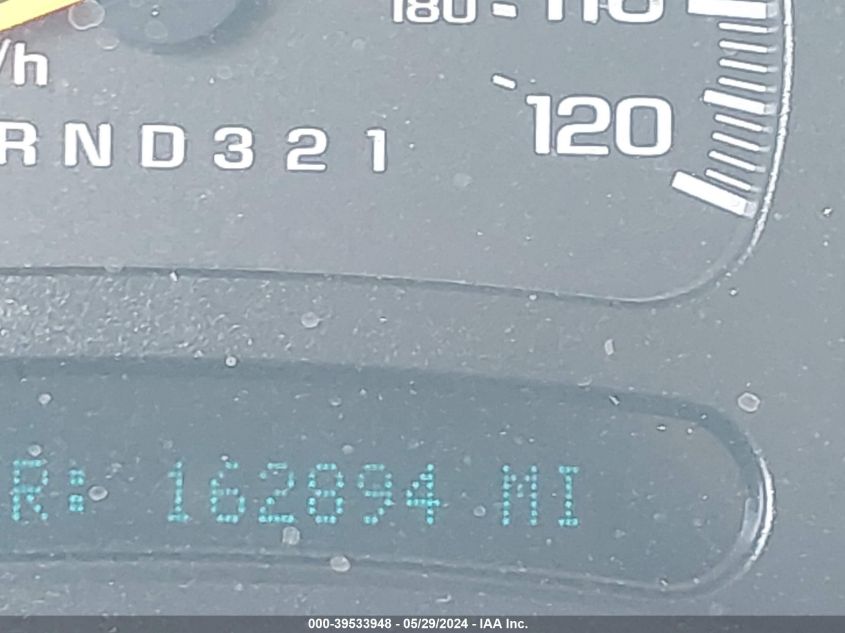 180 110
/h
120
R N D 3 2 1
R: 162894 MI
000-39533948 - 05/29/2024 - IAA Inc.